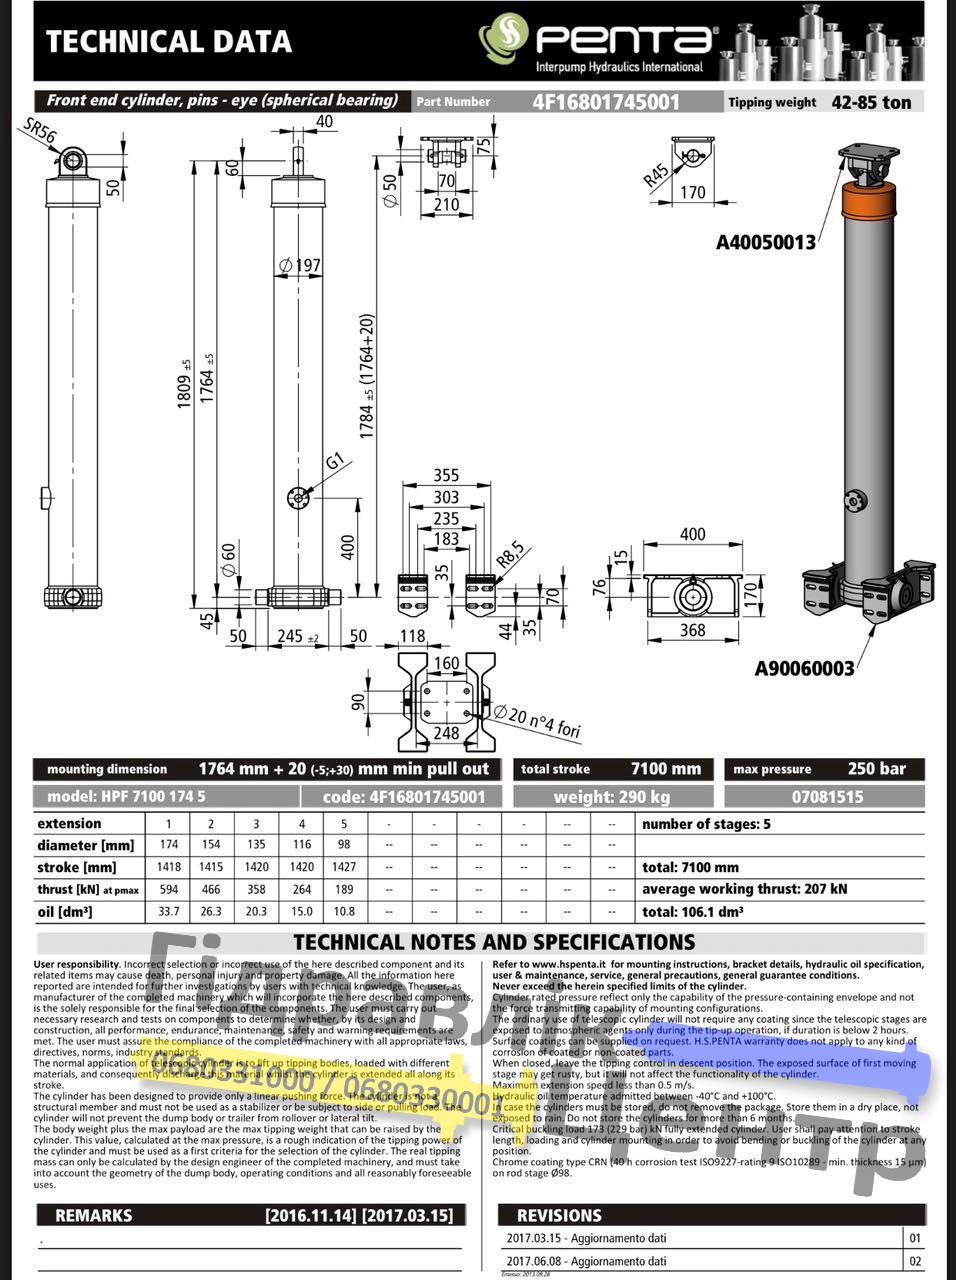 TECHNICAL DATA
PENTA®
Interpump Hydraulics International
Front end cylinder, pins - eye (spherical bearing)
Part Number
4F16801745001
Tipping weight 42-85 ton
SR56
50
60
40
Ø 50
75
70
210
R45
170
A40050013
Ø 197
1809 ±5
1764 ±5
1784 ±5 (1764+20)
G1
400
Ø 60
45
50
245 ±2
50
355
303
235
183
R8,5
35
70
44
35
118
400
15
76
170
368
A90060003
160
90
248
Ø 20 n°4 fori
mounting dimension 1764 mm + 20 (-5;+30) mm min pull out
total stroke 7100 mm
max pressure 250 bar
model: HPF 7100 174 5
code: 4F16801745001
weight: 290 kg
07081515
extension 1 2 3 4 5 - - - - -- -- number of stages: 5
diameter [mm] 174 154 135 116 98 -- -- -- -- -- --
stroke [mm] 1418 1415 1420 1420 1427 -- -- -- -- -- -- total: 7100 mm
thrust [kN] at pmax 594 466 358 264 189 -- -- -- -- -- -- average working thrust: 207 kN
oil [dm³] 33.7 26.3 20.3 15.0 10.8 -- -- -- -- -- -- total: 106.1 dm³
TECHNICAL NOTES AND SPECIFICATIONS
User responsibility. Incorrect selection or incorrect use of the here described component and its
related items may cause death, personal injury and property damage. All the information here
reported are intended for further investigations by users with technical knowledge. The user, as
manufacturer of the completed machinery which will incorporate the here described components,
is the solely responsible for the final selection of the components. The user must carry out
necessary research and tests on components to determine whether, by its design and
construction, all performance, endurance, maintenance, safety and warning requirements are
met. The user must assure the compliance of the completed machinery with all appropriate laws,
directives, norms, industry standards.
The normal application of telescopic cylinder is to lift up tipping bodies, loaded with different
materials, and consequently discharge this material whilst the cylinder is extended all along its
stroke.
The cylinder has been designed to provide only a linear pushing force. The cylinder is not a
structural member and must not be used as a stabilizer or be subject to side or pulling load. The
cylinder will not prevent the dump body or trailer from rollover or lateral tilt.
The body weight plus the max payload are the max tipping weight that can be raised by the
cylinder. This value, calculated at the max pressure, is a rough indication of the tipping power of
the cylinder and must be used as a first criteria for the selection of the cylinder. The real tipping
mass can only be calculated by the design engineer of the completed machinery, and must take
into account the geometry of the dump body, operating conditions and all reasonably foreseeable
uses.
Refer to www.hspenta.it for mounting instructions, bracket details, hydraulic oil specification,
user & maintenance, service, general precautions, general guarantee conditions.
Never exceed the herein specified limits of the cylinder.
Cylinder rated pressure reflect only the capability of the pressure-containing envelope and not
the force transmitting capability of mounting configurations.
The ordinary use of telescopic cylinder will not require any coating since the telescopic stages are
exposed to atmospheric agents only during the tip-up operation, if duration is below 2 hours.
Surface coatings can be supplied on request. H.S.PENTA warranty does not apply to any kind of
corrosion of coated or non-coated parts.
When closed, leave the tipping control in descent position. The exposed surface of first moving
stage may get rusty, but it will not affect the functionality of the cylinder.
Maximum extension speed less than 0.5 m/s.
Hydraulic oil temperature admitted between -40°C and +100°C.
In case the cylinders must be stored, do not remove the package. Store them in a dry place, not
exposed to rain. Do not store the cylinders for more than 6 months.
Critical buckling load 173 (229 bar) kN fully extended cylinder. User shall pay attention to stroke
length, loading and cylinder mounting in order to avoid bending or buckling of the cylinder at any
position.
Chrome coating type CRN (40 h corrosion test ISO9227-rating 9 ISO10289 - min. thickness 15 µm)
on rod stage Ø98.
Гідравлік
Центр
0680331000 / 0680330001
REMARKS [2016.11.14] [2017.03.15]
.
REVISIONS
2017.03.15 - Aggiornamento dati 01
2017.06.08 - Aggiornamento dati 02
Emesso: 2013.09.26